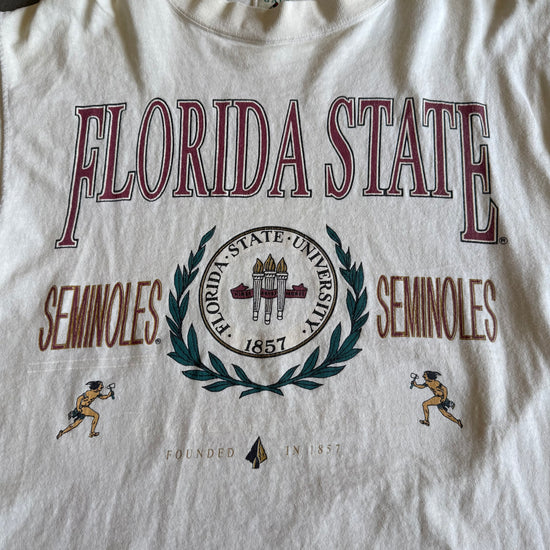 FLORIDA STATE®
SEMINOLES®
FLORIDA·STATE·UNIVERSITY
1857
SEMINOLES
FOUNDED IN 1857